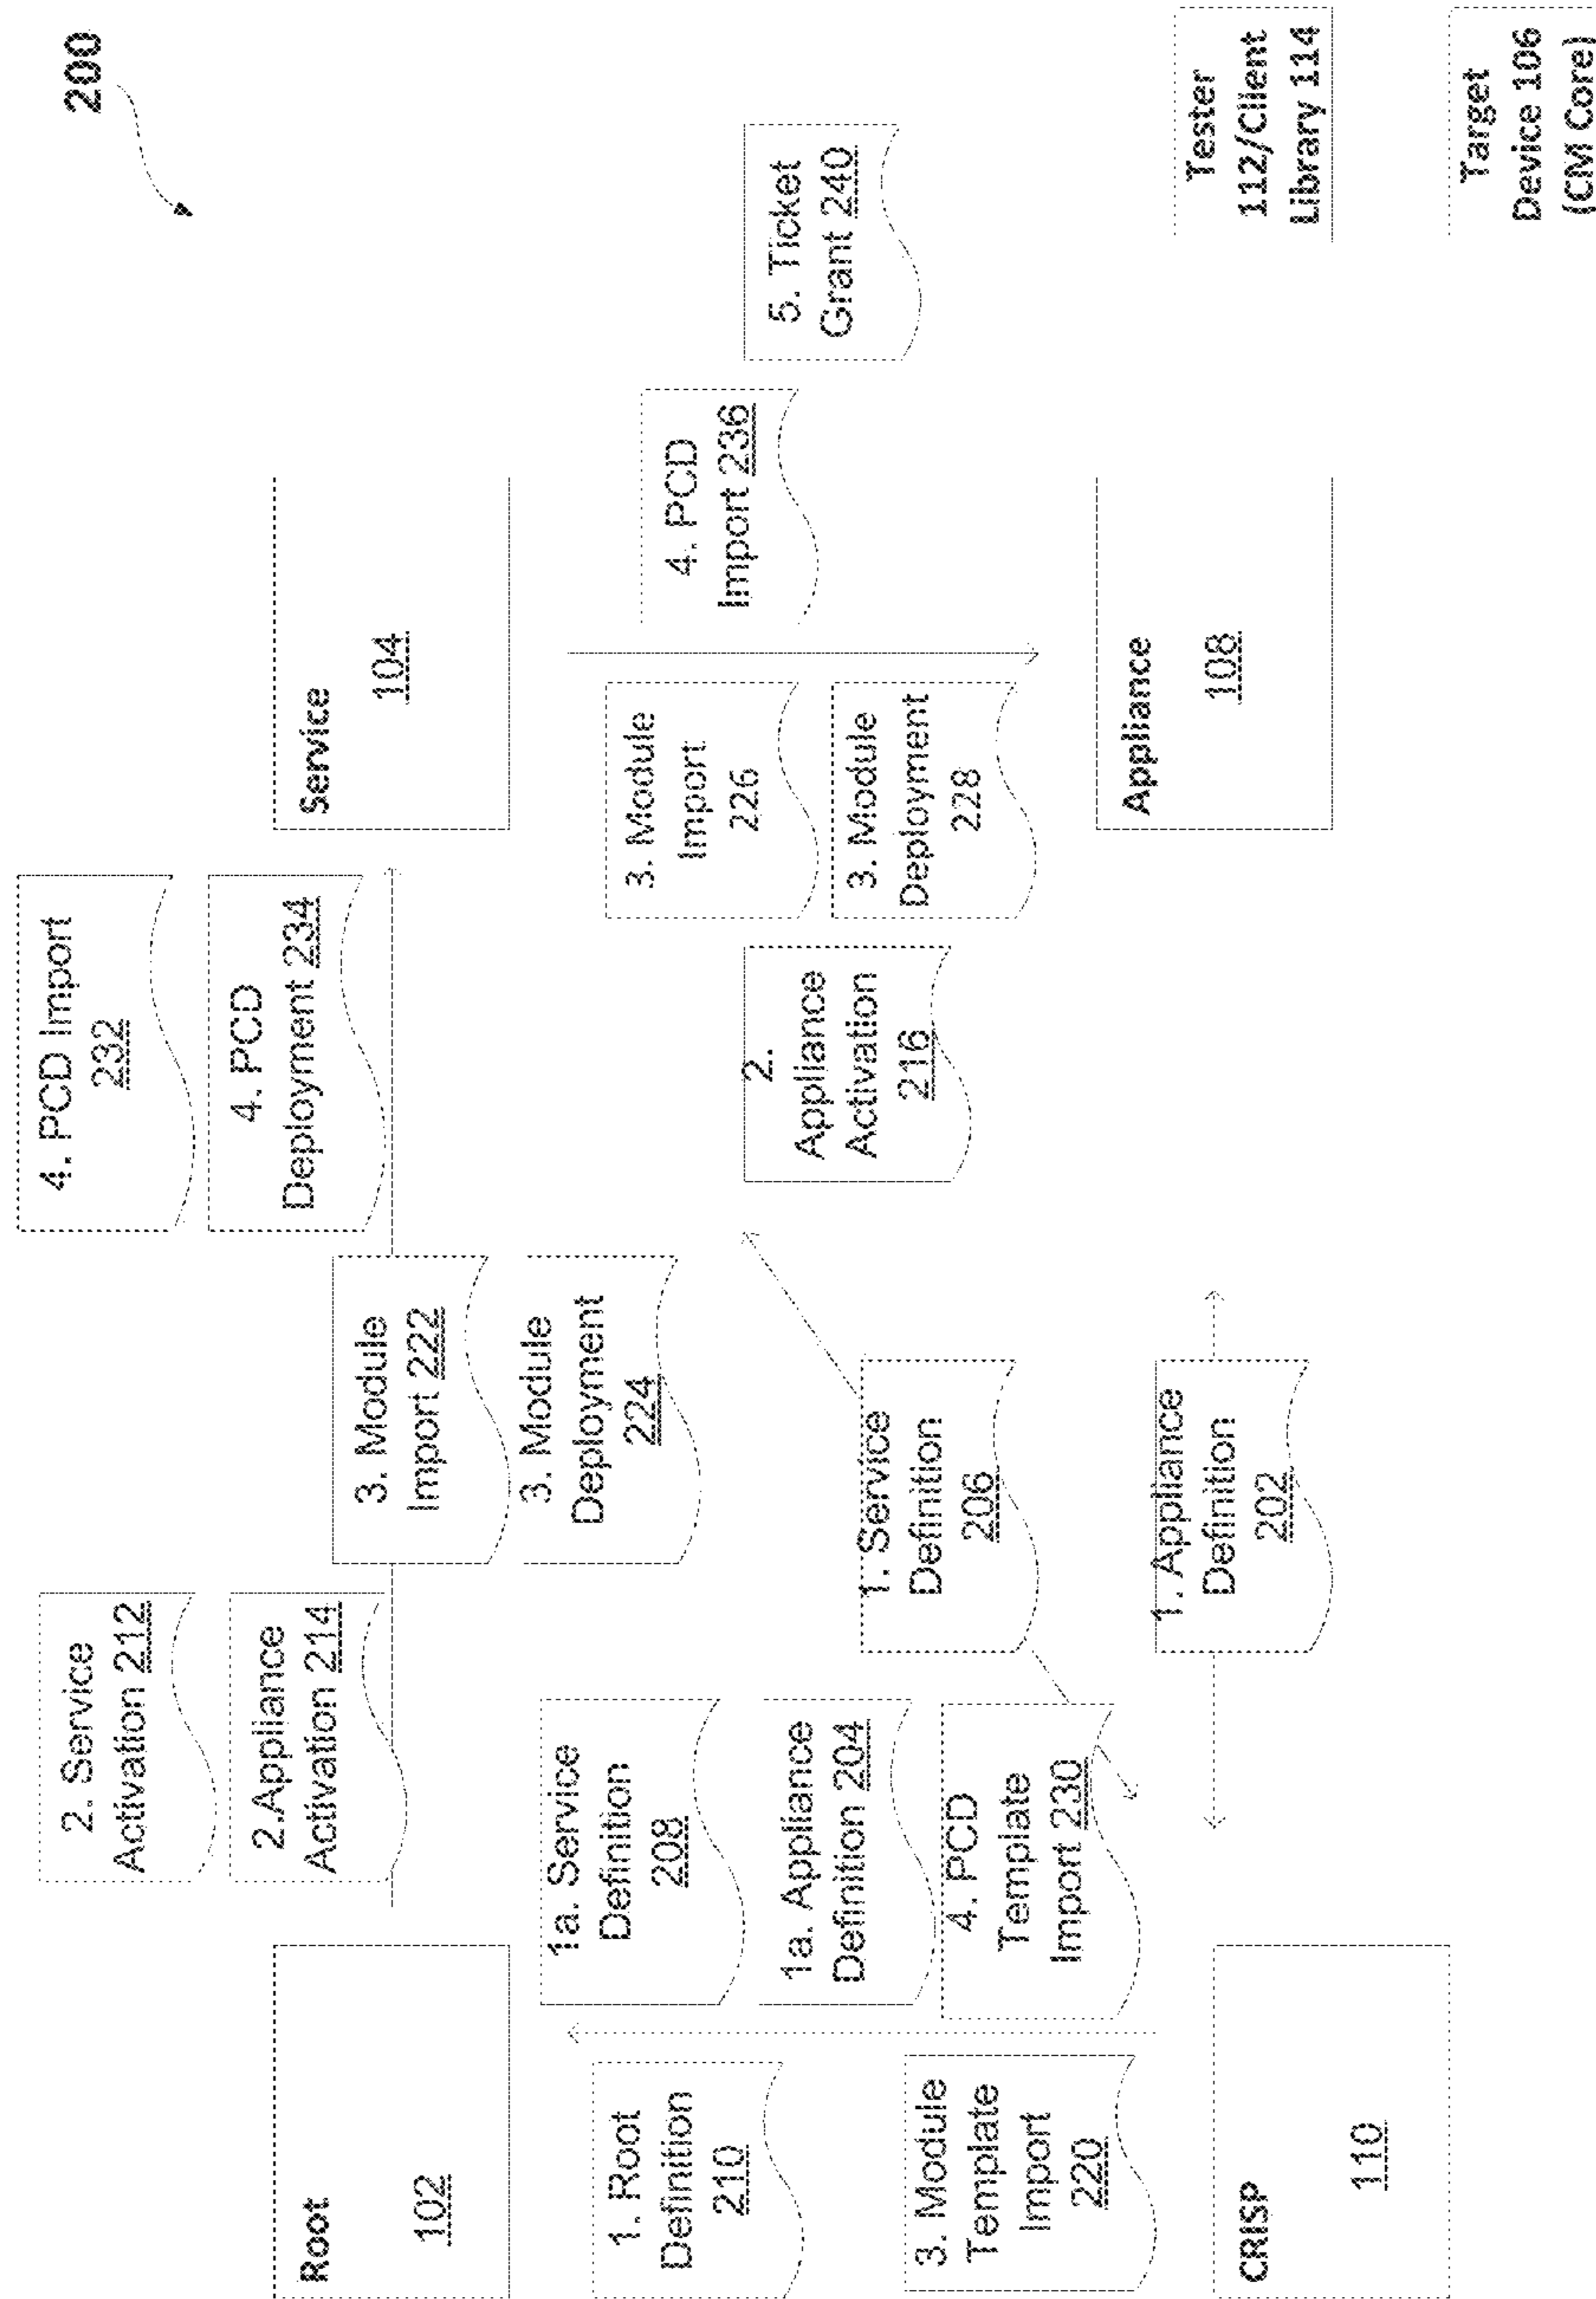 200
Root
102
2. Service
Activation 212
2.Appliance
Activation 214
3. Module
Import 222
3. Module
Deployment
224
4. PCD Import
232
4. PCD
Deployment 234
Service
104
1. Root
Definition
210
3. Module
Template
Import
220
1a. Service
Definition
208
1a. Appliance
Definition 204
4. PCD
Template
Import 230
1. Service
Definition
206
1. Appliance
Definition
202
2.
Appliance
Activation
216
3. Module
Import
226
3. Module
Deployment
228
4. PCD
Import 236
5. Ticket
Grant 240
CRISP
110
Appliance
108
Tester
112/Client
Library 114
Target
Device 106
(CM Core)